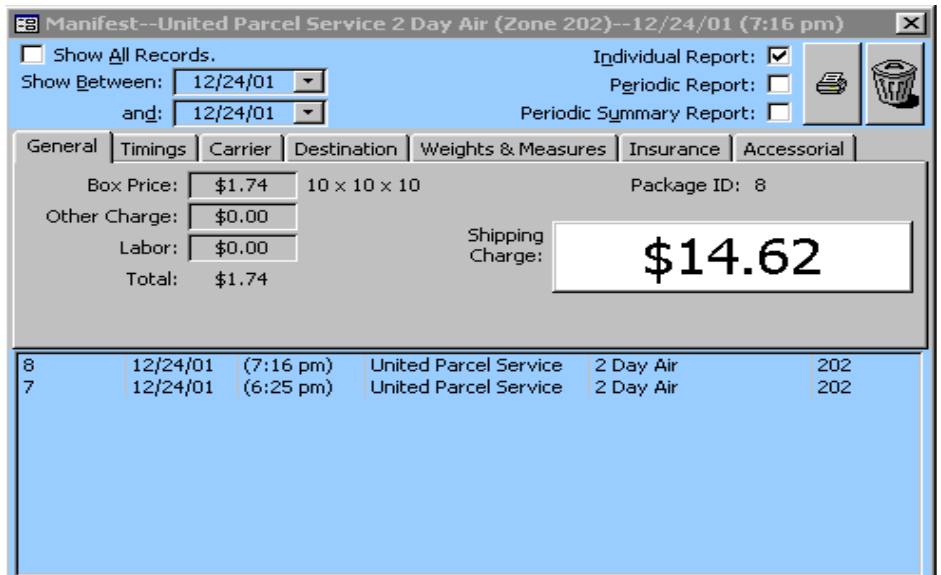 Manifest--United Parcel Service 2 Day Air (Zone 202)--12/24/01 (7:16 pm)
Show All Records.
Individual Report:
Show Between: 12/24/01
Periodic Report:
and: 12/24/01
Periodic Summary Report:
General Timings Carrier Destination Weights & Measures Insurance Accessorial
Box Price: $1.74 10 x 10 x 10 Package ID: 8
Other Charge: $0.00
Labor: $0.00
Total: $1.74
Shipping
Charge:
$14.62
8 12/24/01 (7:16 pm) United Parcel Service 2 Day Air 202
7 12/24/01 (6:25 pm) United Parcel Service 2 Day Air 202